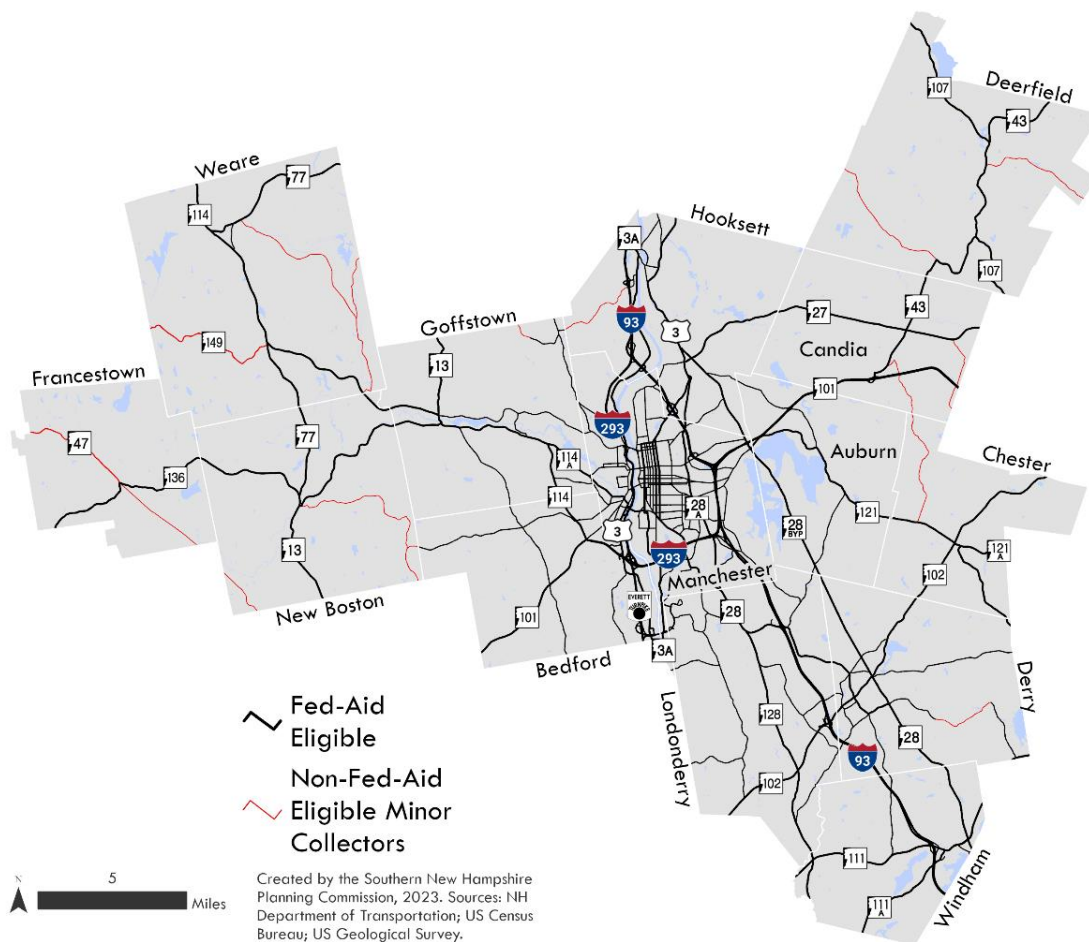 107
Deerfield
43
Weare
77
114
Hooksett
3A
107
43
93
27
3
Goffstown
149
13
Candia
Francestown
101
293
77
47
114
A
Auburn
Chester
136
114
28
A
121
28
BYP
3
13
293
121
A
Manchester
102
New Boston
EVERETT
TURNPIKE
101
28
Bedford
3A
Derry
Londonderry
128
28
93
102
Fed-Aid
Eligible
Non-Fed-Aid
Eligible Minor
Collectors
111
Windham
111
A
N
5
Miles
Created by the Southern New Hampshire
Planning Commission, 2023. Sources: NH
Department of Transportation; US Census
Bureau; US Geological Survey.